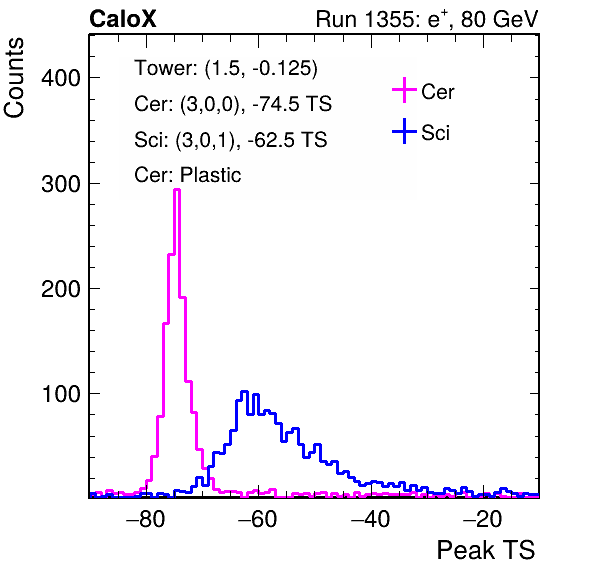 CaloX Run 1355: e⁺, 80 GeV
Counts
Tower: (1.5, -0.125)
Cer: (3,0,0), -74.5 TS
Sci: (3,0,1), -62.5 TS
Cer: Plastic
Cer
Sci
400
300
200
100
−80 −60 −40 −20
Peak TS